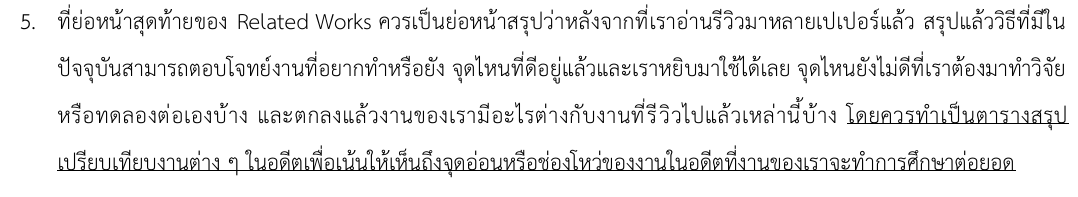 5. ที่ย่อหน้าสุดท้ายของ Related Works ควรเป็นย่อหน้าสรุปว่าหลังจากที่เราอ่านรีวิวมาหลายเปเปอร์แล้ว สรุปแล้ววิธีที่มีใน
ปัจจุบันสามารถตอบโจทย์งานที่อยากทำหรือยัง จุดไหนที่ดีอยู่แล้วและเราหยิบมาใช้ได้เลย จุดไหนยังไม่ดีที่เราต้องมาทำวิจัย
หรือทดลองต่อเองบ้าง และตกลงแล้วงานของเรามีอะไรต่างกับงานที่รีวิวไปแล้วเหล่านี้บ้าง โดยควรทำเป็นตารางสรุป
เปรียบเทียบงานต่าง ๆ ในอดีตเพื่อเน้นให้เห็นถึงจุดอ่อนหรือช่องโหว่ของงานในอดีตที่งานของเราจะทำการศึกษาต่อยอด